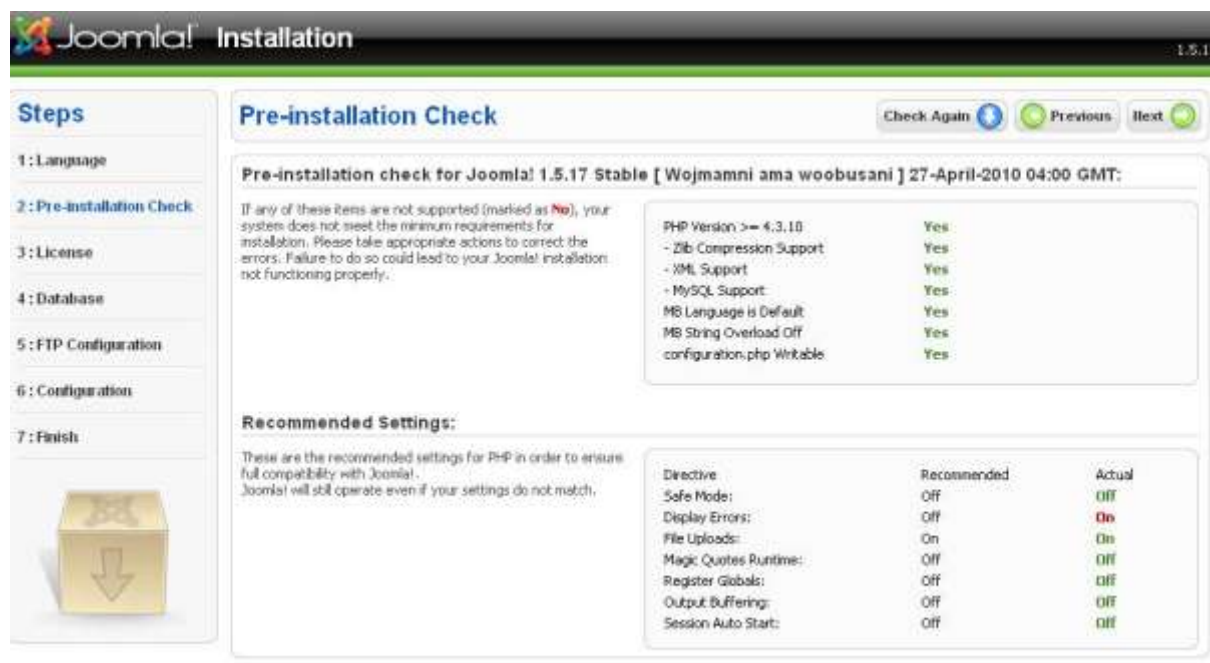 Joomla! Installation
1.5.1
Steps
1 : Language
2 : Pre-installation Check
3 : License
4 : Database
5 : FTP Configuration
6 : Configuration
7 : Finish
Pre-installation Check
Check Again
Previous
Next
Pre-installation check for Joomla! 1.5.17 Stable [ Wojmamni ama woobusani ] 27-April-2010 04:00 GMT:
If any of these items are not supported (marked as No), your
system does not meet the minimum requirements for
installation. Please take appropriate actions to correct the
errors. Failure to do so could lead to your Joomla! installation
not functioning properly.
PHP Version >= 4.3.10 Yes
- Zlib Compression Support Yes
- XML Support Yes
- MySQL Support Yes
MB Language is Default Yes
MB String Overload Off Yes
configuration.php Writable Yes
Recommended Settings:
These are the recommended settings for PHP in order to ensure
full compatibility with Joomla!.
Joomla! will still operate even if your settings do not match.
Directive Recommended Actual
Safe Mode: Off Off
Display Errors: Off On
File Uploads: On On
Magic Quotes Runtime: Off Off
Register Globals: Off Off
Output Buffering: Off Off
Session Auto Start: Off Off